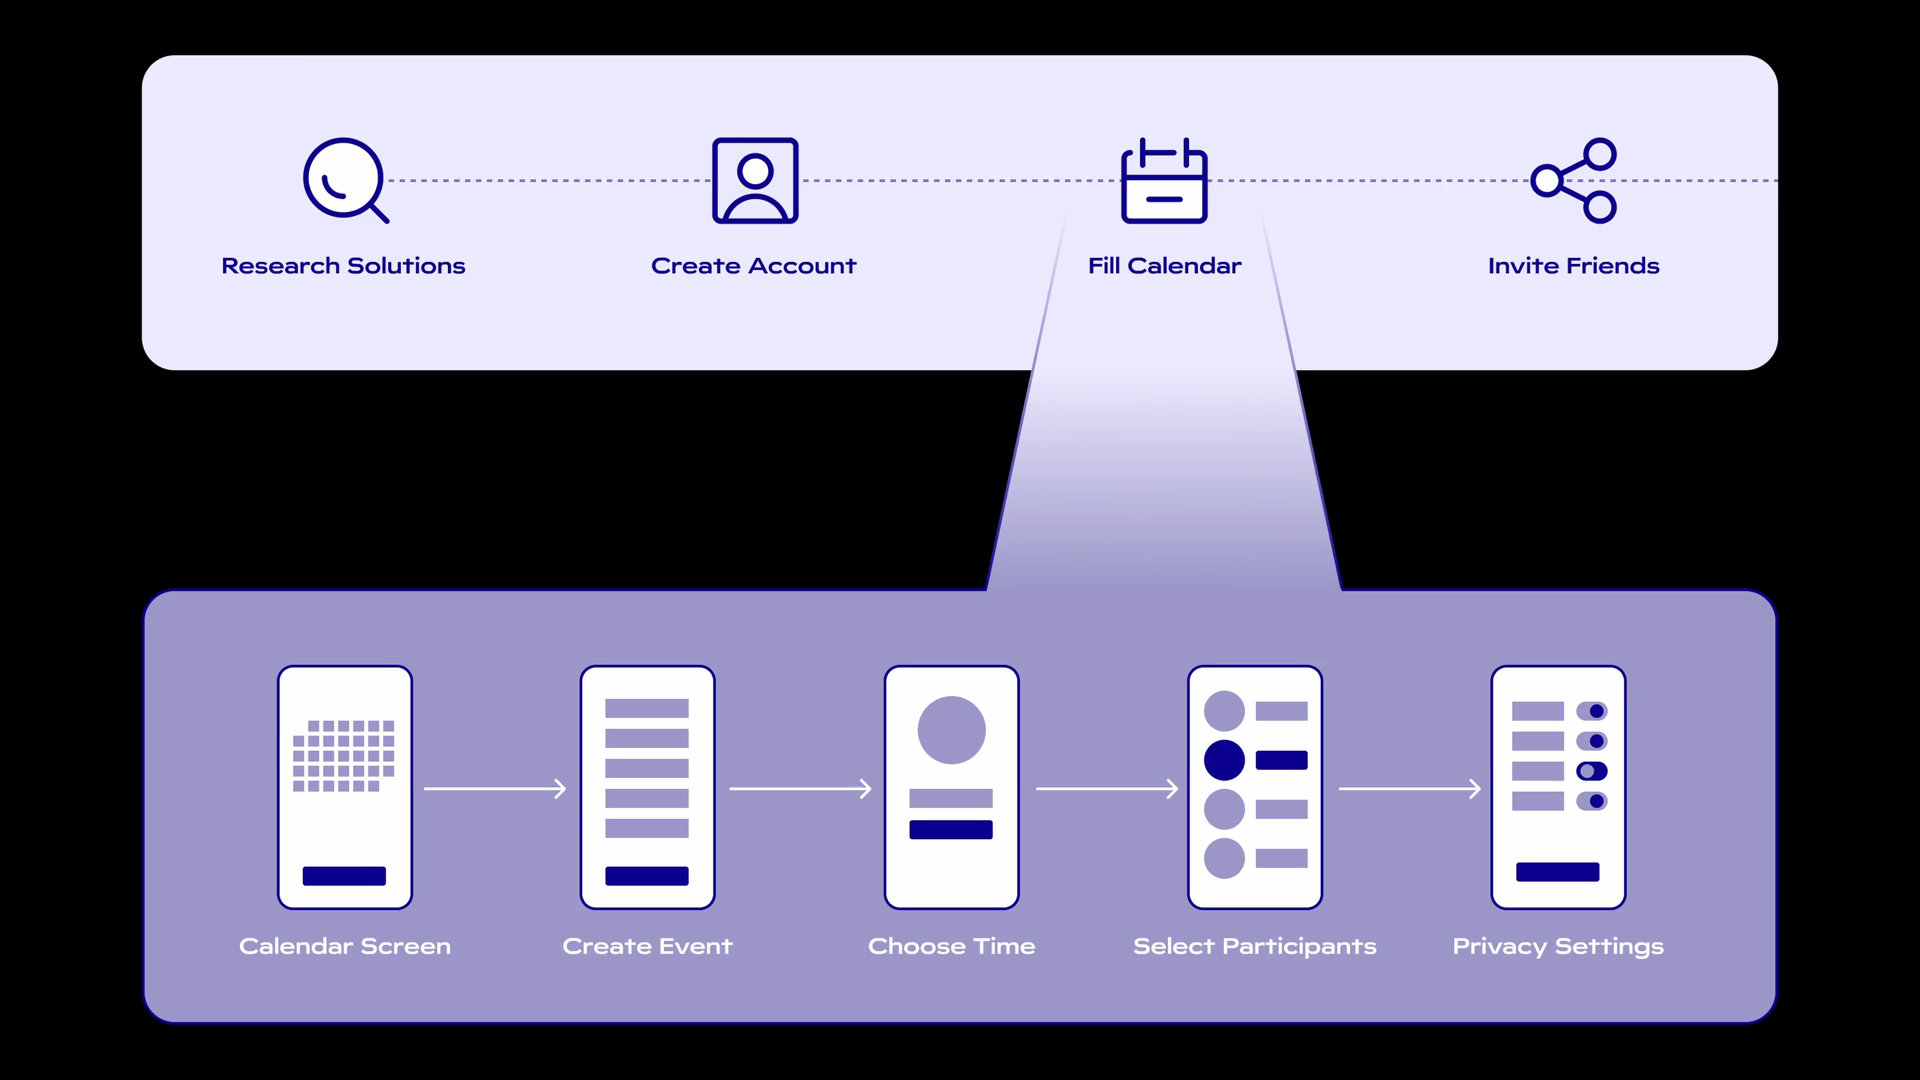 Research Solutions
Create Account
Fill Calendar
Invite Friends
Calendar Screen
Create Event
Choose Time
Select Participants
Privacy Settings